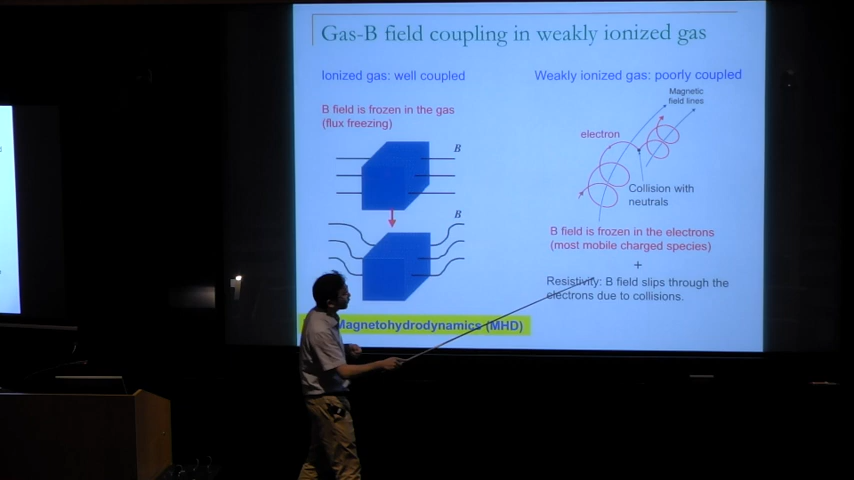 Gas-B field coupling in weakly ionized gas
Ionized gas: well coupled
B field is frozen in the gas
(flux freezing)
B
B
Magnetohydrodynamics (MHD)
Weakly ionized gas: poorly coupled
Magnetic
field lines
electron
Collision with
neutrals
B field is frozen in the electrons
(most mobile charged species)
+
Resistivity: B field slips through the
electrons due to collisions.